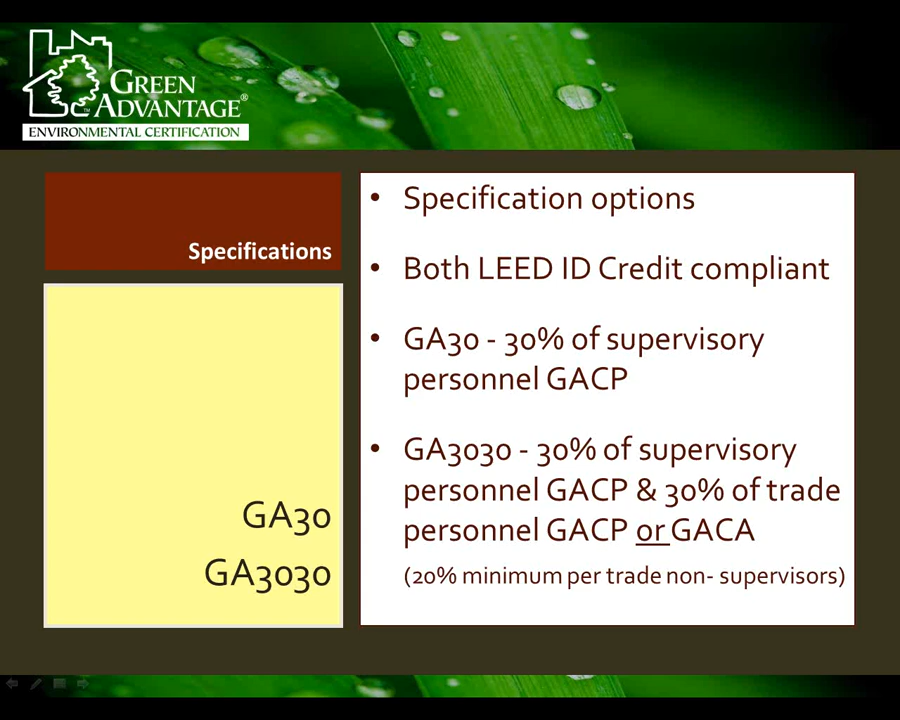 GREEN
ADVANTAGE®
ENVIRONMENTAL CERTIFICATION
Specifications
GA30
GA3030
• Specification options
• Both LEED ID Credit compliant
• GA30 - 30% of supervisory
personnel GACP
• GA3030 - 30% of supervisory
personnel GACP & 30% of trade
personnel GACP or GACA
(20% minimum per trade non- supervisors)